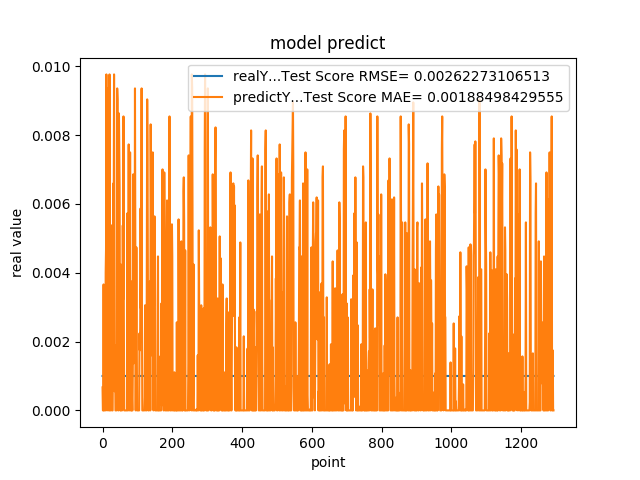 model predict
realY...Test Score RMSE= 0.00262273106513
predictY...Test Score MAE= 0.00188498429555
real value
0.010
0.008
0.006
0.004
0.002
0.000
0 200 400 600 800 1000 1200
point